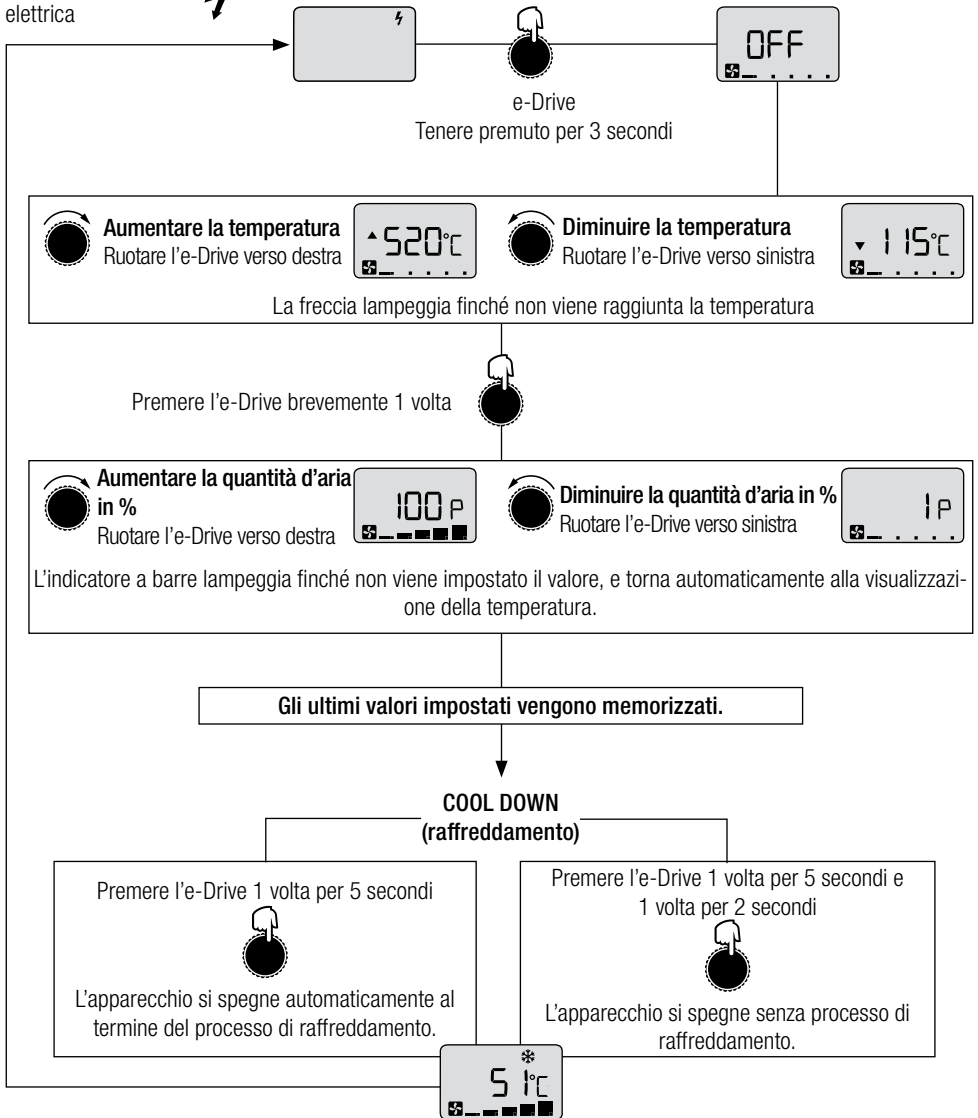 elettrica
OFF
e-Drive
Tenere premuto per 3 secondi
Aumentare la temperatura
Ruotare l'e-Drive verso destra
520°C
Diminuire la temperatura
Ruotare l'e-Drive verso sinistra
115°C
La freccia lampeggia finché non viene raggiunta la temperatura
Premere l'e-Drive brevemente 1 volta
Aumentare la quantità d'aria
in %
Ruotare l'e-Drive verso destra
100 P
Diminuire la quantità d'aria in %
Ruotare l'e-Drive verso sinistra
1 P
L'indicatore a barre lampeggia finché non viene impostato il valore, e torna automaticamente alla visualizzazi-
one della temperatura.
Gli ultimi valori impostati vengono memorizzati.
COOL DOWN
(raffreddamento)
Premere l'e-Drive 1 volta per 5 secondi
L'apparecchio si spegne automaticamente al
termine del processo di raffreddamento.
Premere l'e-Drive 1 volta per 5 secondi e
1 volta per 2 secondi
L'apparecchio si spegne senza processo di
raffreddamento.
51°C